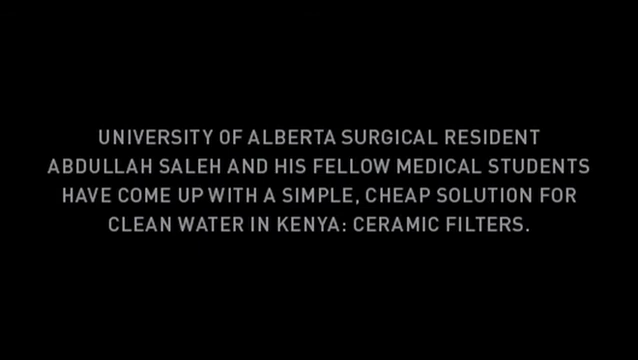 UNIVERSITY OF ALBERTA SURGICAL RESIDENT
ABDULLAH SALEH AND HIS FELLOW MEDICAL STUDENTS
HAVE COME UP WITH A SIMPLE, CHEAP SOLUTION FOR
CLEAN WATER IN KENYA: CERAMIC FILTERS.